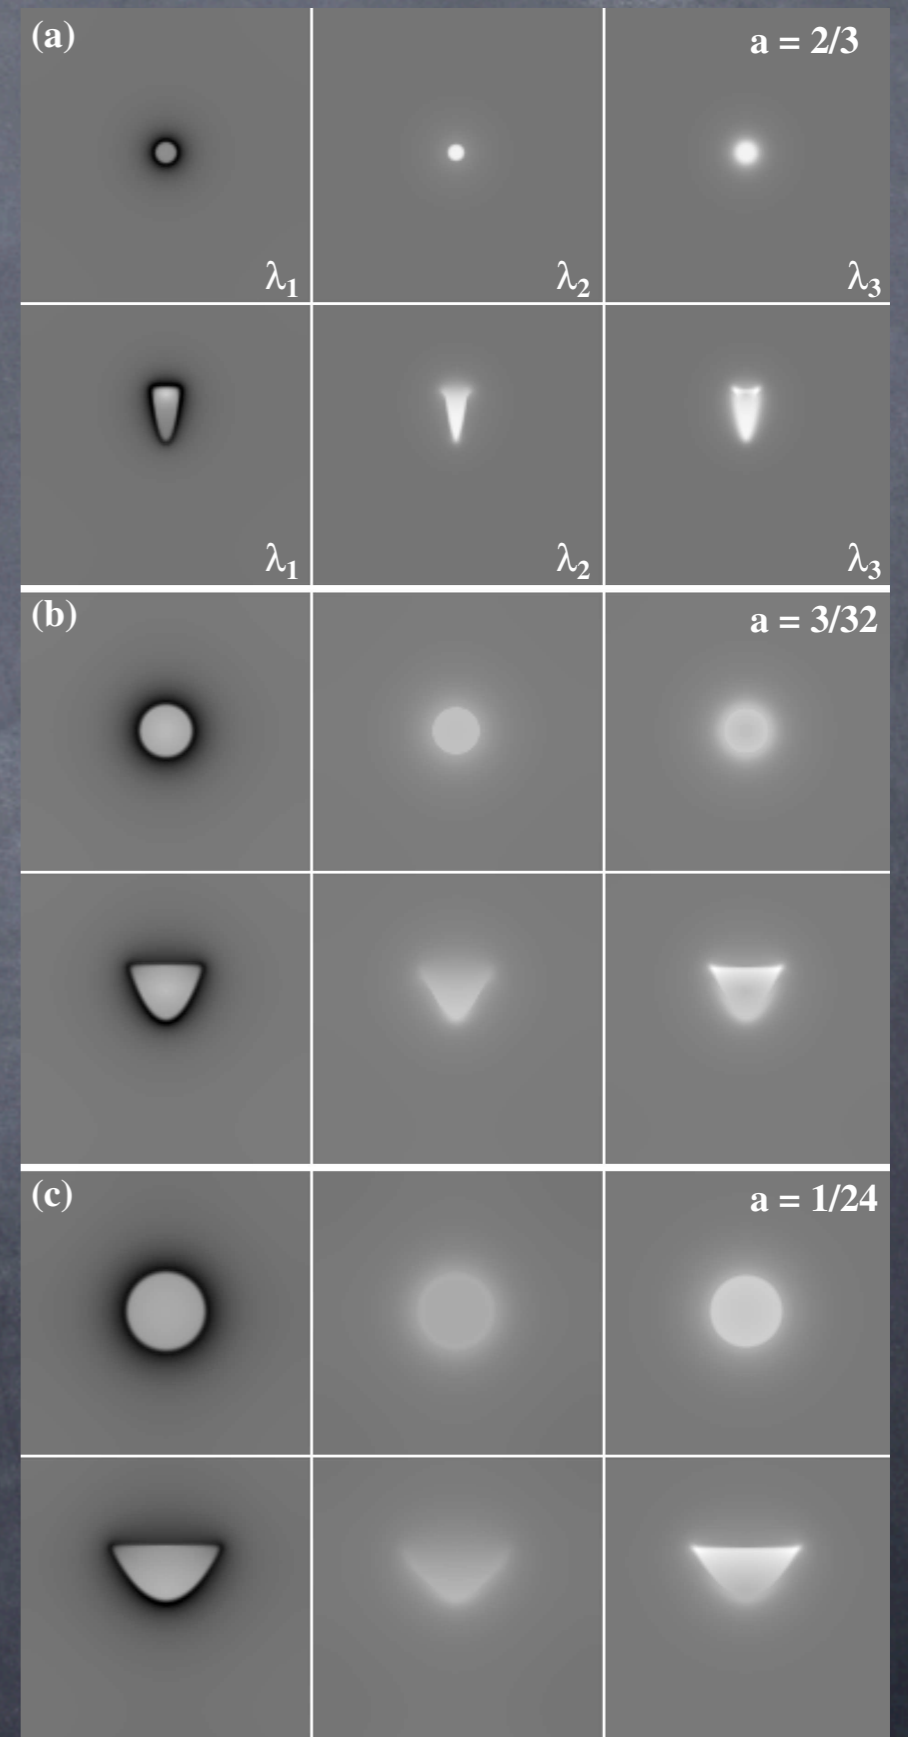 (a) a = 2/3
λ₁ λ₂ λ₃
λ₁ λ₂ λ₃
(b) a = 3/32
(c) a = 1/24